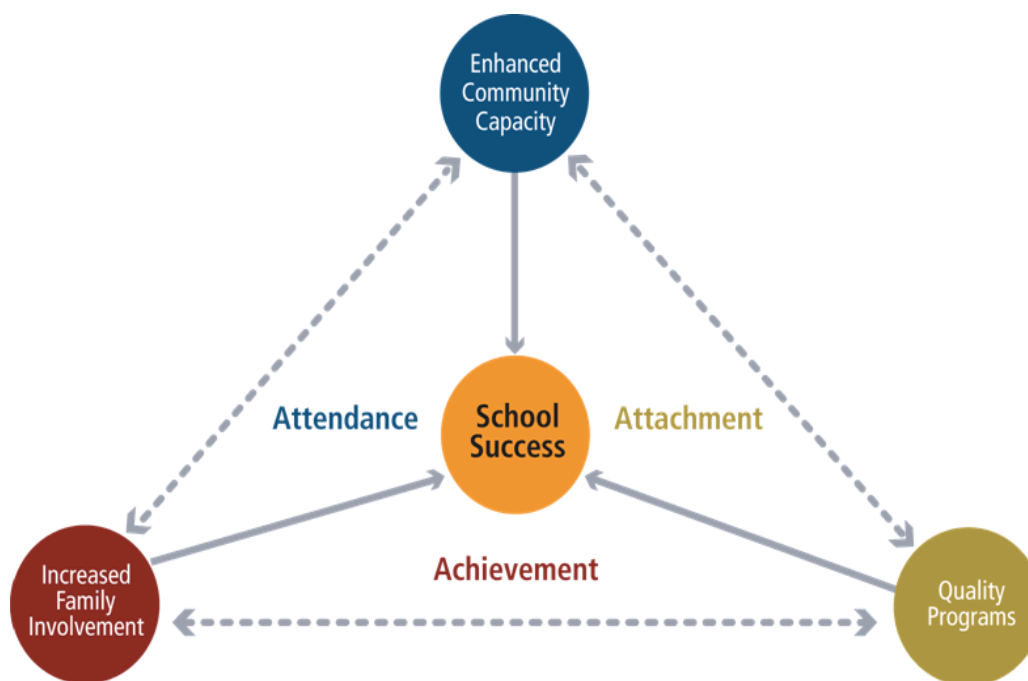 Enhanced
Community
Capacity
Attendance
School
Success
Attachment
Increased
Family
Involvement
Achievement
Quality
Programs